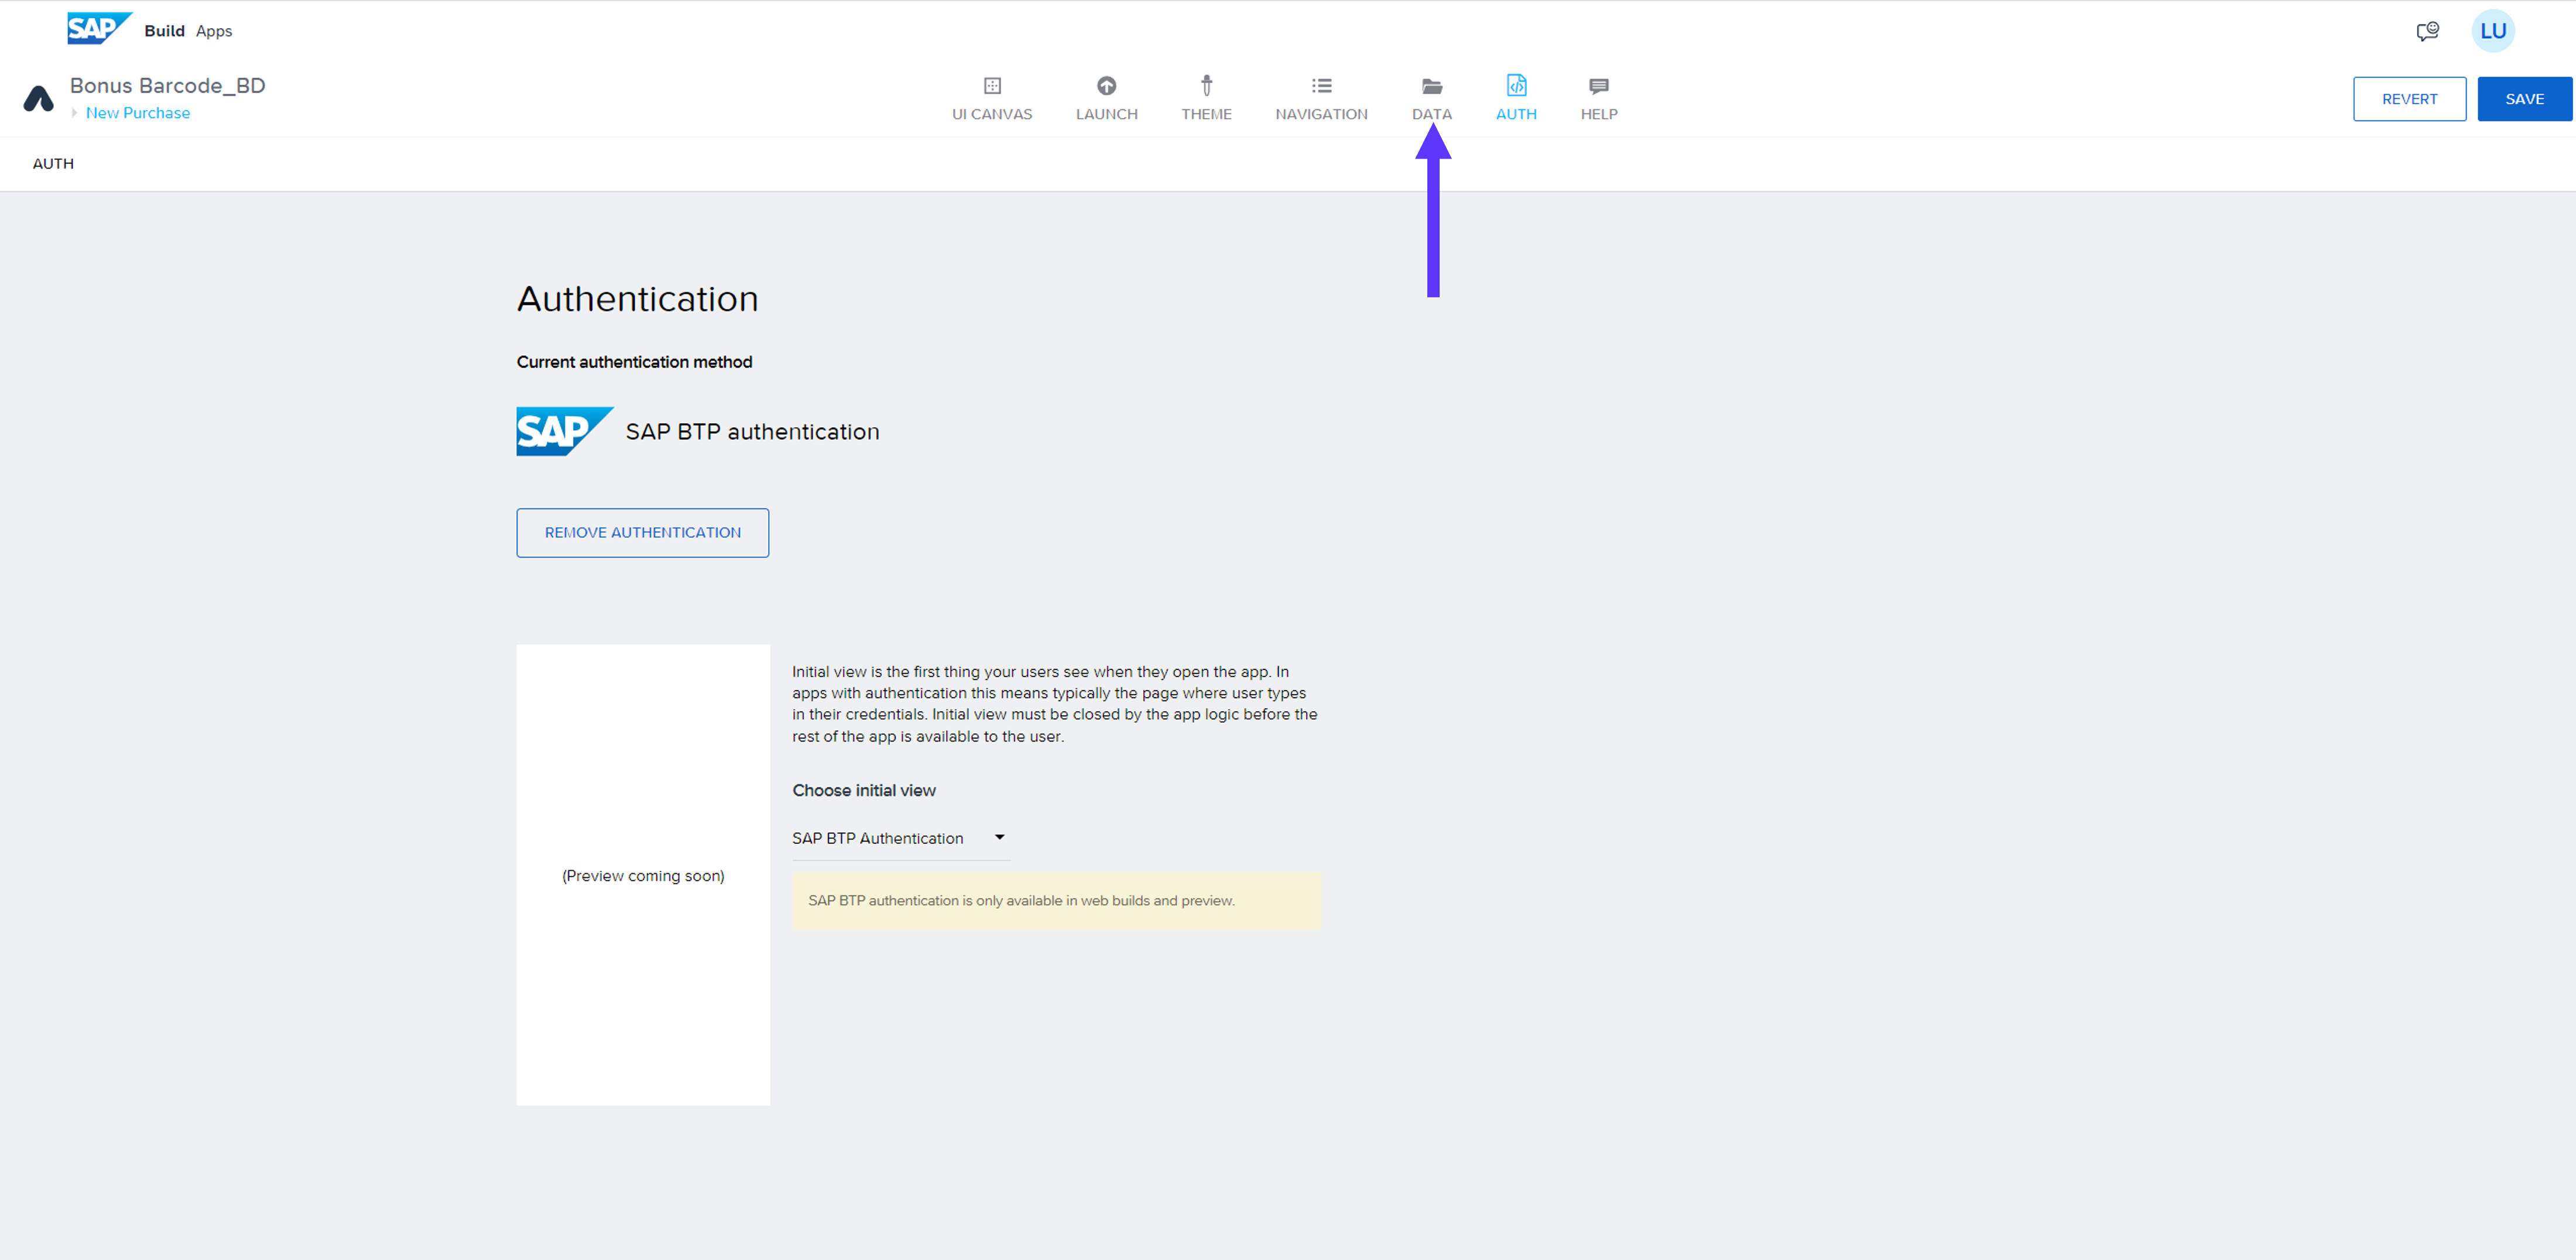 SAP Build Apps
LU
Bonus Barcode_BD
New Purchase
UI CANVAS LAUNCH THEME NAVIGATION DATA AUTH HELP
REVERT SAVE
AUTH
Authentication
Current authentication method
SAP SAP BTP authentication
REMOVE AUTHENTICATION
(Preview coming soon)
Initial view is the first thing your users see when they open the app. In
apps with authentication this means typically the page where user types
in their credentials. Initial view must be closed by the app logic before the
rest of the app is available to the user.
Choose initial view
SAP BTP Authentication
SAP BTP authentication is only available in web builds and preview.